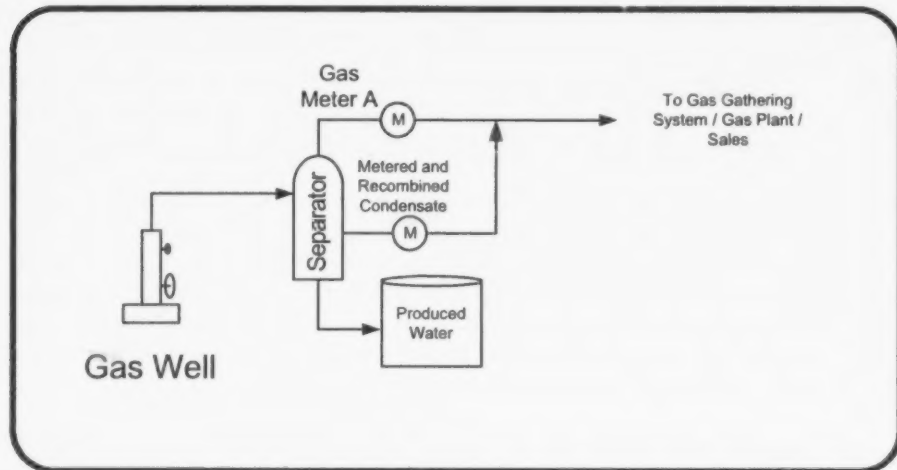 Gas
Meter A
M
To Gas Gathering
System / Gas Plant /
Sales
Metered and
Recombined
Condensate
M
Separator
Produced
Water
Gas Well